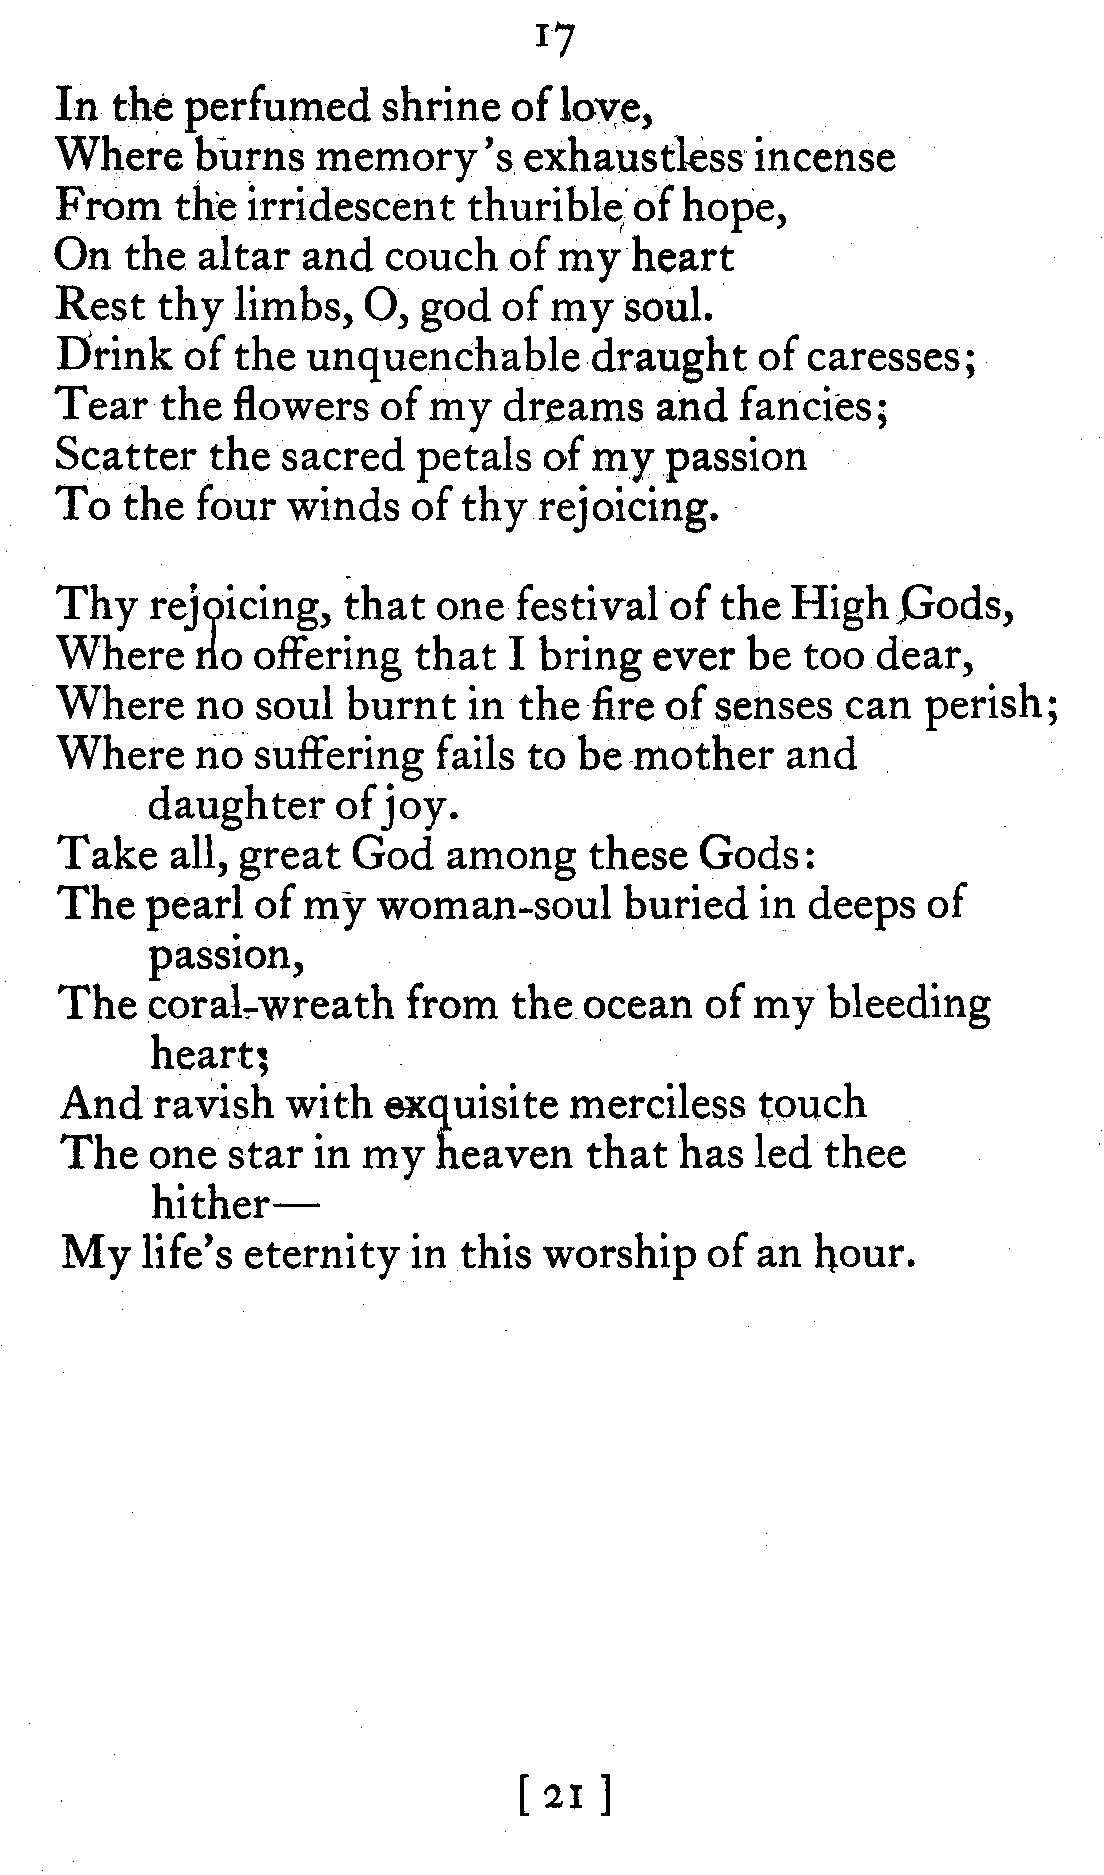 17
In the perfumed shrine of love,
Where burns memory's exhaustless incense
From the irridescent thurible of hope,
On the altar and couch of my heart
Rest thy limbs, O, god of my soul.
Drink of the unquenchable draught of caresses;
Tear the flowers of my dreams and fancies;
Scatter the sacred petals of my passion
To the four winds of thy rejoicing.

Thy rejoicing, that one festival of the High Gods,
Where no offering that I bring ever be too dear,
Where no soul burnt in the fire of senses can perish;
Where no suffering fails to be mother and
daughter of joy.
Take all, great God among these Gods:
The pearl of my woman-soul buried in deeps of
passion,
The coral-wreath from the ocean of my bleeding
heart;
And ravish with exquisite merciless touch
The one star in my heaven that has led thee
hither—
My life's eternity in this worship of an hour.

[ 21 ]